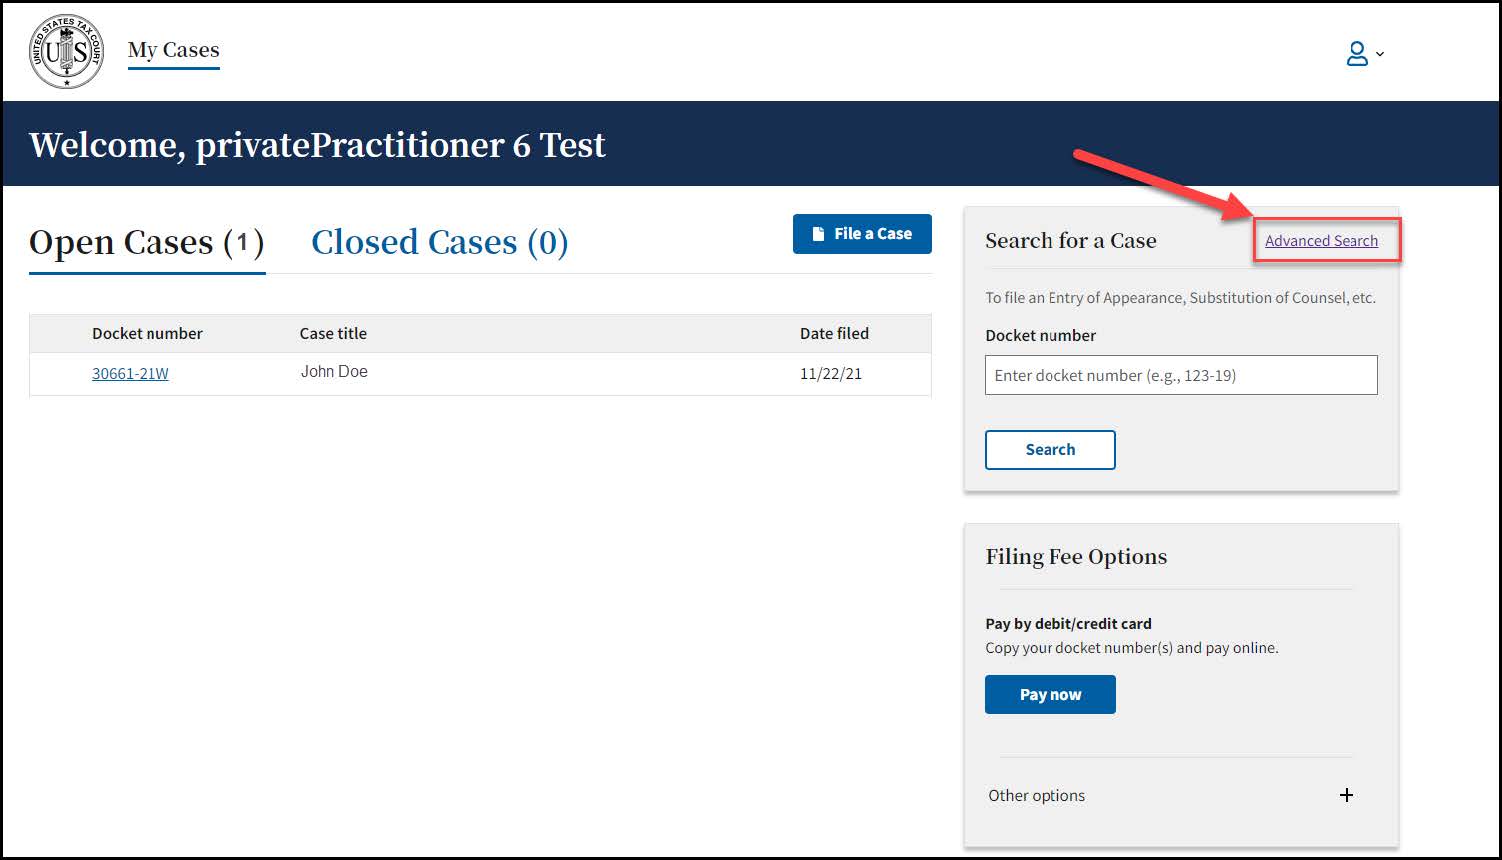 UNITED STATES TAX COURT
US
My Cases
Welcome, privatePractitioner 6 Test
Open Cases (1)
Closed Cases (0)
File a Case
Docket number Case title Date filed
30661-21W John Doe 11/22/21
Search for a Case
Advanced Search
To file an Entry of Appearance, Substitution of Counsel, etc.
Docket number
Enter docket number (e.g., 123-19)
Search
Filing Fee Options
Pay by debit/credit card
Copy your docket number(s) and pay online.
Pay now
Other options